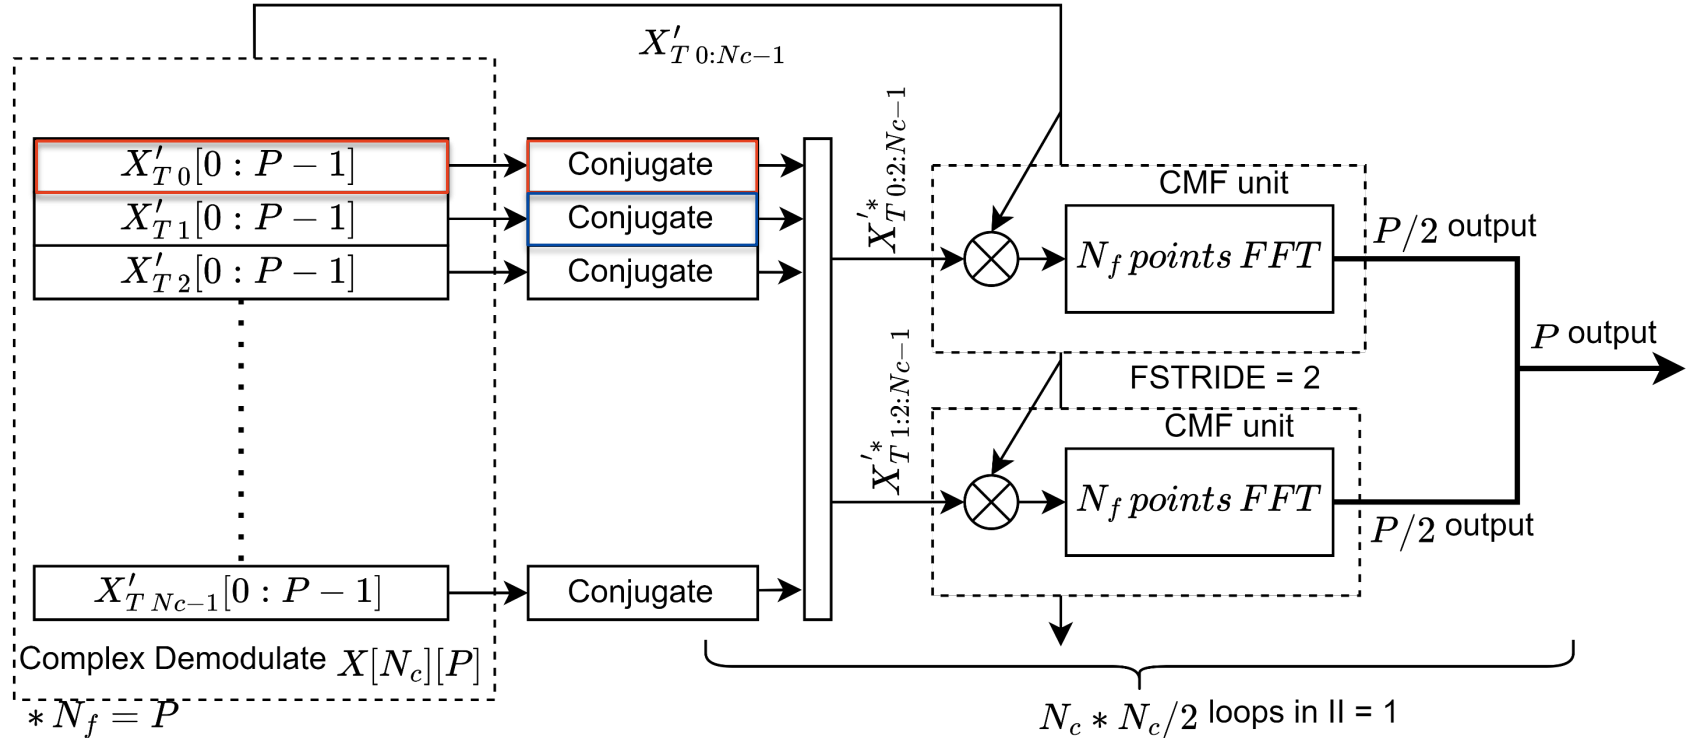 X′_{T 0:Nc−1}
X′_{T 0}[0 : P − 1]
Conjugate
X′_{T 1}[0 : P − 1]
Conjugate
X′_{T 2}[0 : P − 1]
Conjugate
X′_{T Nc−1}[0 : P − 1]
Conjugate
Complex Demodulate X[N_c][P]
* N_f = P
X′*_{T 0:2:Nc−1}
X′*_{T 1:2:Nc−1}
CMF unit
N_f points FFT
P/2 output
FSTRIDE = 2
CMF unit
N_f points FFT
P/2 output
P output
N_c * N_c/2 loops in II = 1